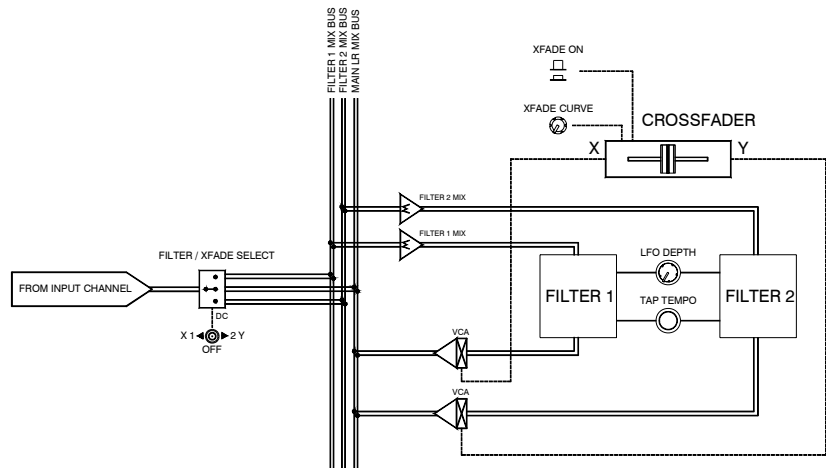 FILTER 1 MIX BUS
FILTER 2 MIX BUS
MAIN LR MIX BUS
XFADE ON
XFADE CURVE
CROSSFADER
X
Y
FILTER 2 MIX
FILTER 1 MIX
FILTER / XFADE SELECT
FROM INPUT CHANNEL
DC
X 1
2 Y
OFF
LFO DEPTH
FILTER 1
FILTER 2
TAP TEMPO
VCA
VCA